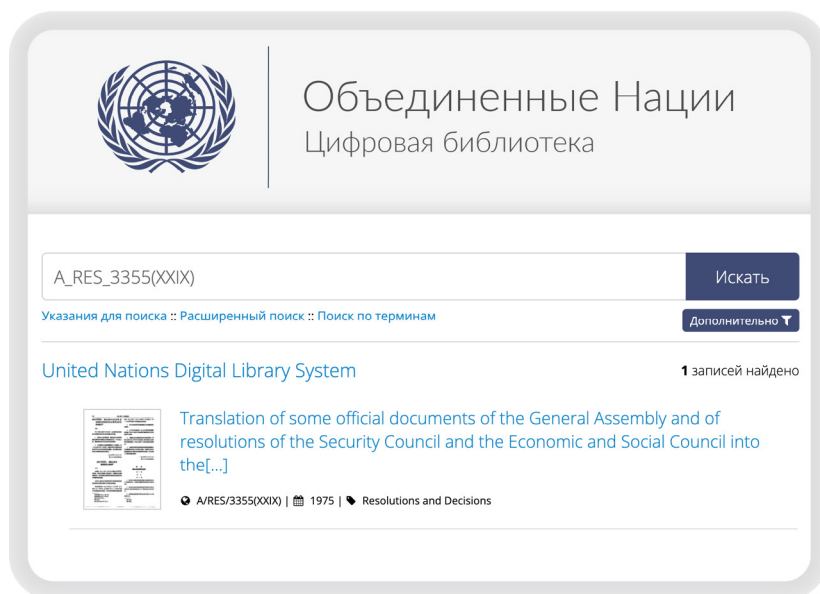 Объединенные Нации
Цифровая библиотека
A_RES_3355(XXIX)
Искать
Указания для поиска :: Расширенный поиск :: Поиск по терминам
Дополнительно
United Nations Digital Library System
1 записей найдено
Translation of some official documents of the General Assembly and of
resolutions of the Security Council and the Economic and Social Council into
the[...]
A/RES/3355(XXIX) | 1975 | Resolutions and Decisions